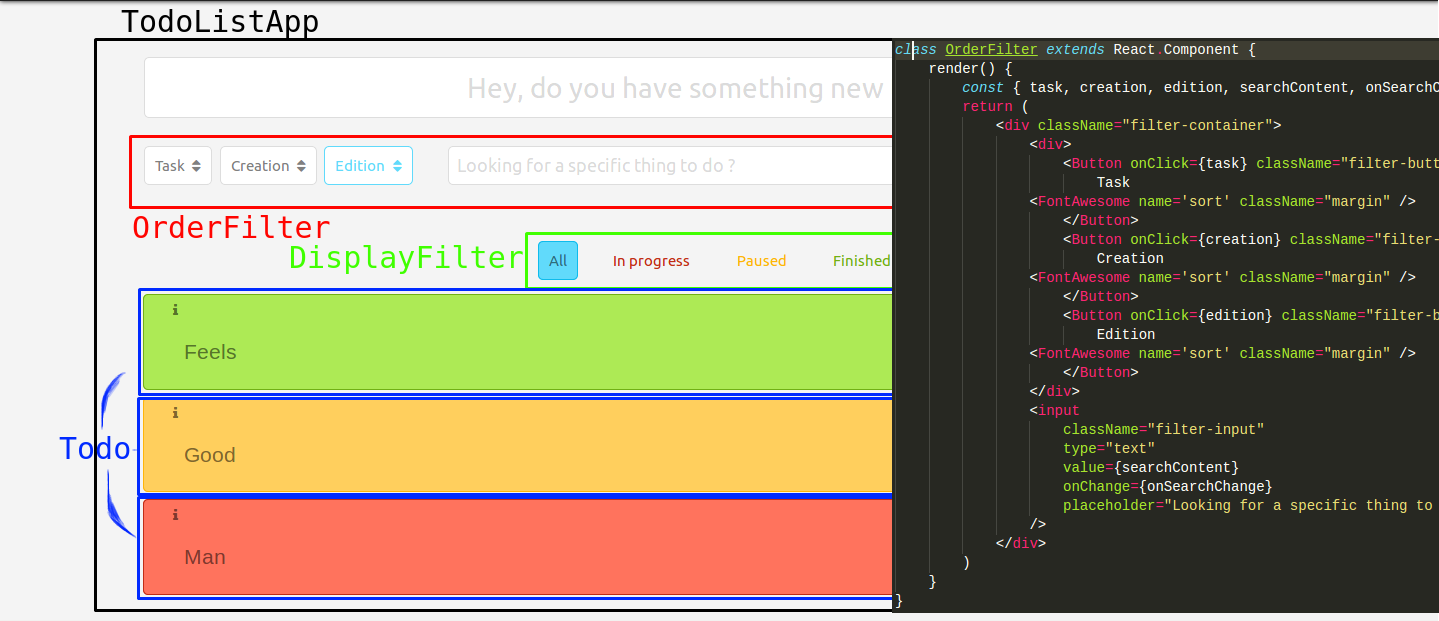 TodoListApp
Hey, do you have something new
Task Creation Edition Looking for a specific thing to do ?
OrderFilter
DisplayFilter
All In progress Paused Finished
i
Feels
i
Good
Todo
i
Man
class OrderFilter extends React.Component {
render() {
const { task, creation, edition, searchContent, onSearchC
return (
<div className="filter-container">
<div>
<Button onClick={task} className="filter-butt
Task
<FontAwesome name='sort' className="margin" />
</Button>
<Button onClick={creation} className="filter-
Creation
<FontAwesome name='sort' className="margin" />
</Button>
<Button onClick={edition} className="filter-b
Edition
<FontAwesome name='sort' className="margin" />
</Button>
</div>
<input
className="filter-input"
type="text"
value={searchContent}
onChange={onSearchChange}
placeholder="Looking for a specific thing to
/>
</div>
)
}
}